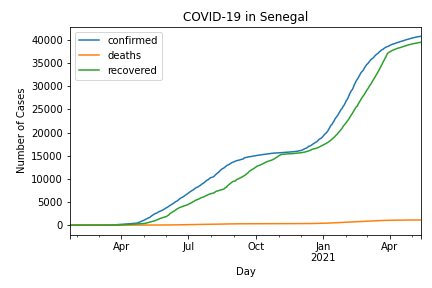 COVID-19 in Senegal
confirmed
deaths
recovered
40000
35000
30000
25000
20000
15000
10000
5000
0
Number of Cases
Apr Jul Oct Jan Apr
2021
Day